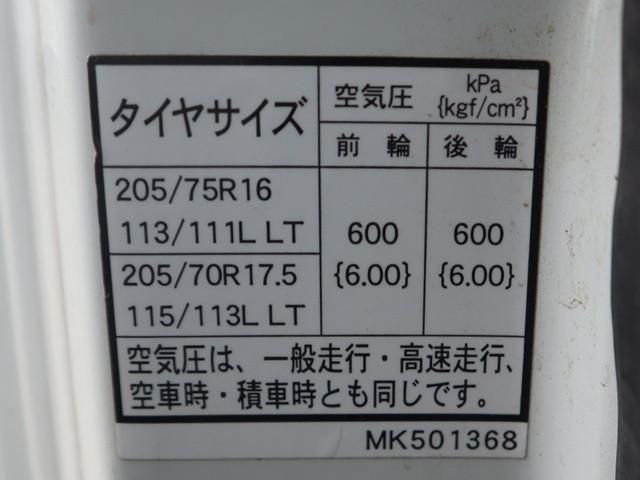 タイヤサイズ 空気圧 kPa
{kgf/cm²}
前輪 後輪
205/75R16
113/111L LT 600 600
205/70R17.5 {6.00} {6.00}
115/113L LT
空気圧は、一般走行・高速走行、
空車時・積車時とも同じです。
MK501368